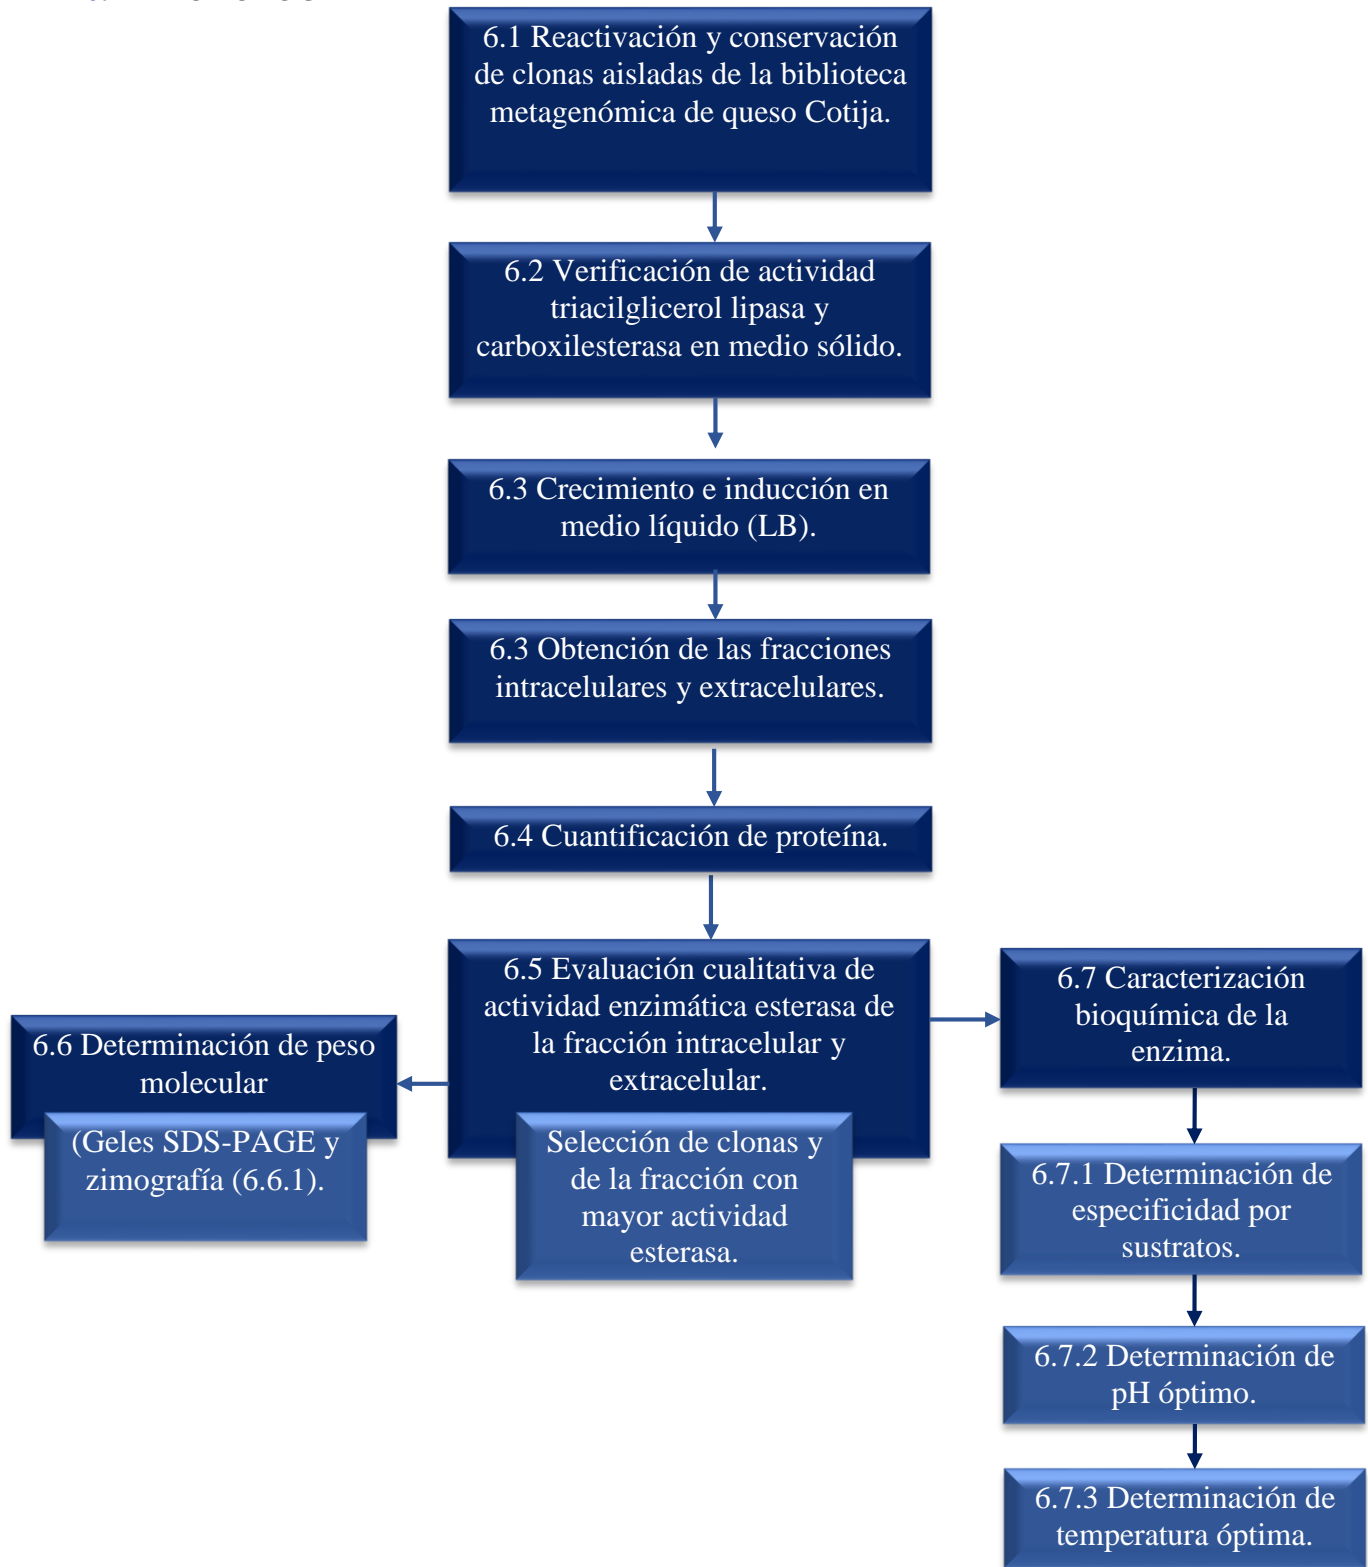 6.1 Reactivación y conservación
de clonas aisladas de la biblioteca
metagenómica de queso Cotija.
6.2 Verificación de actividad
triacilglicerol lipasa y
carboxilesterasa en medio sólido.
6.3 Crecimiento e inducción en
medio líquido (LB).
6.3 Obtención de las fracciones
intracelulares y extracelulares.
6.4 Cuantificación de proteína.
6.5 Evaluación cualitativa de
actividad enzimática esterasa de
la fracción intracelular y
extracelular.
Selección de clonas y
de la fracción con
mayor actividad
esterasa.
6.6 Determinación de peso
molecular
(Geles SDS-PAGE y
zimografía (6.6.1).
6.7 Caracterización
bioquímica de la
enzima.
6.7.1 Determinación de
especificidad por
sustratos.
6.7.2 Determinación de
pH óptimo.
6.7.3 Determinación de
temperatura óptima.